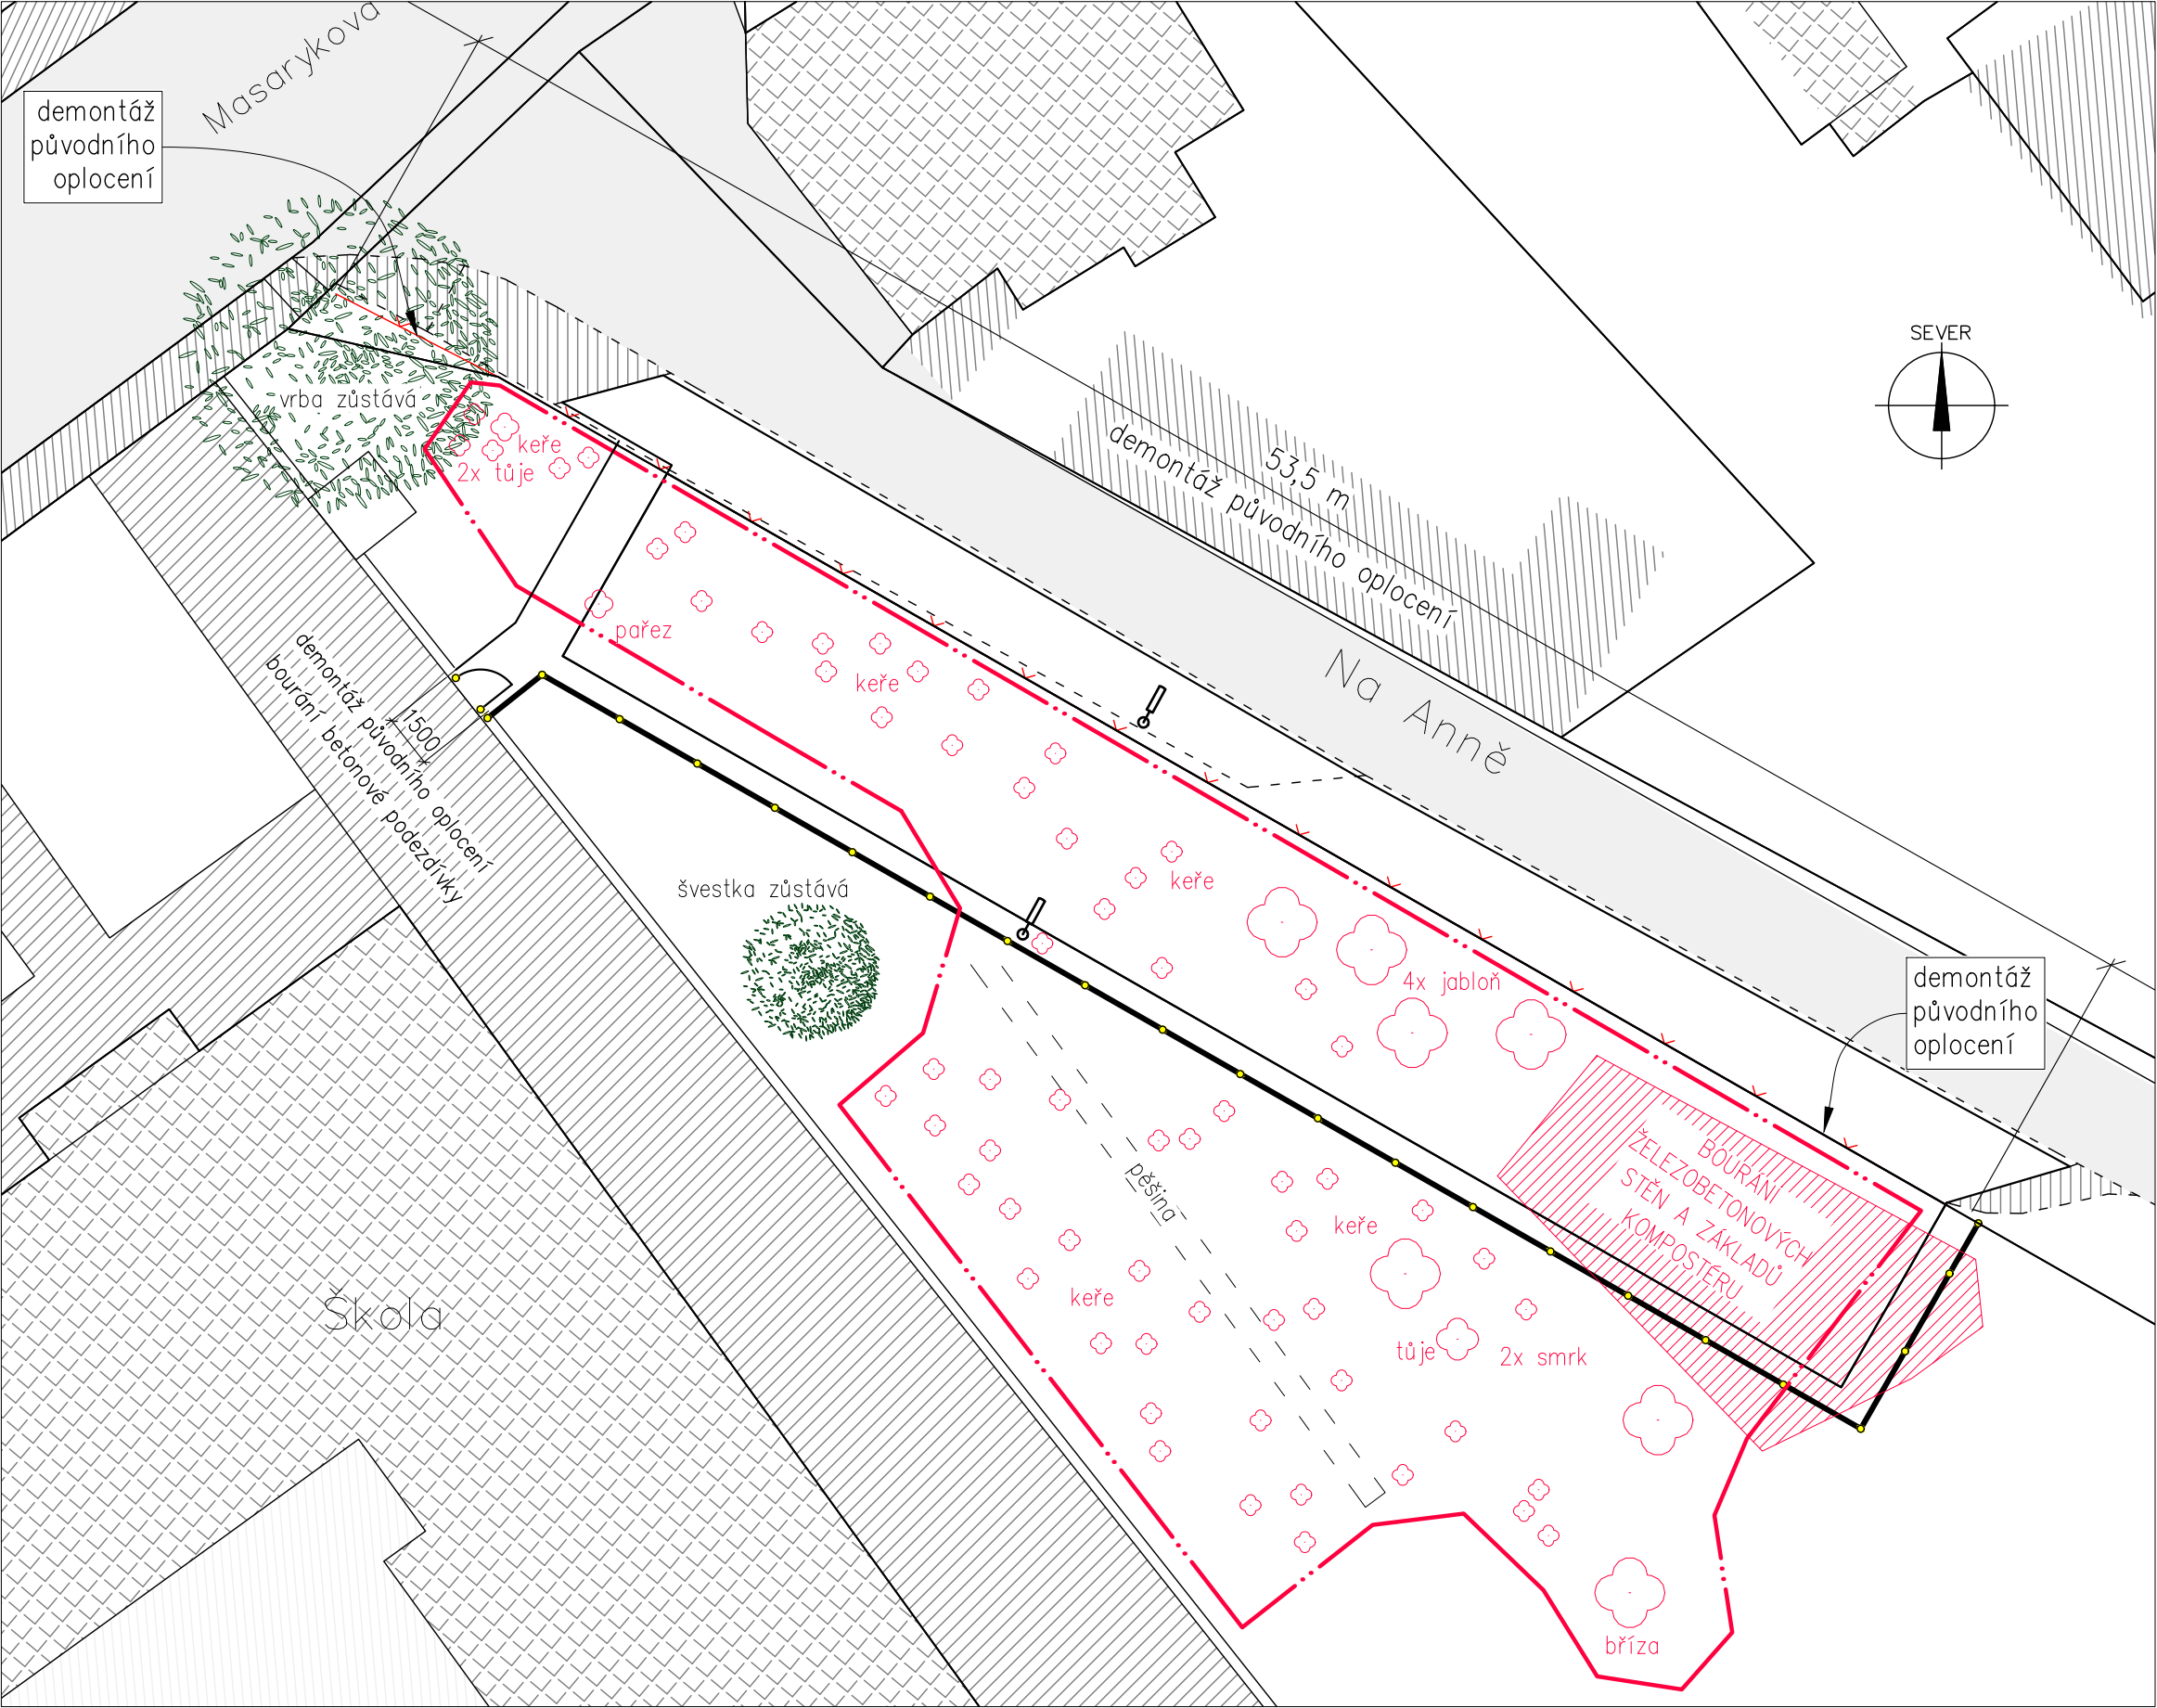 Masarykova
demontáž
původního
oplocení
SEVER
vrba zůstává
keře
2x tůje
53,5 m
demontáž původního oplocení
pařez
keře
Na Anně
demontáž původního oplocení
bourání betonové podezdívky
1500
švestka zůstává
keře
4x jabloň
demontáž
původního
oplocení
BOURÁNÍ
ŽELEZOBETONOVÝCH
STĚN A ZÁKLADŮ
KOMPOSTÉRU
pěšina
keře
keře
Škola
tůje
2x smrk
bříza